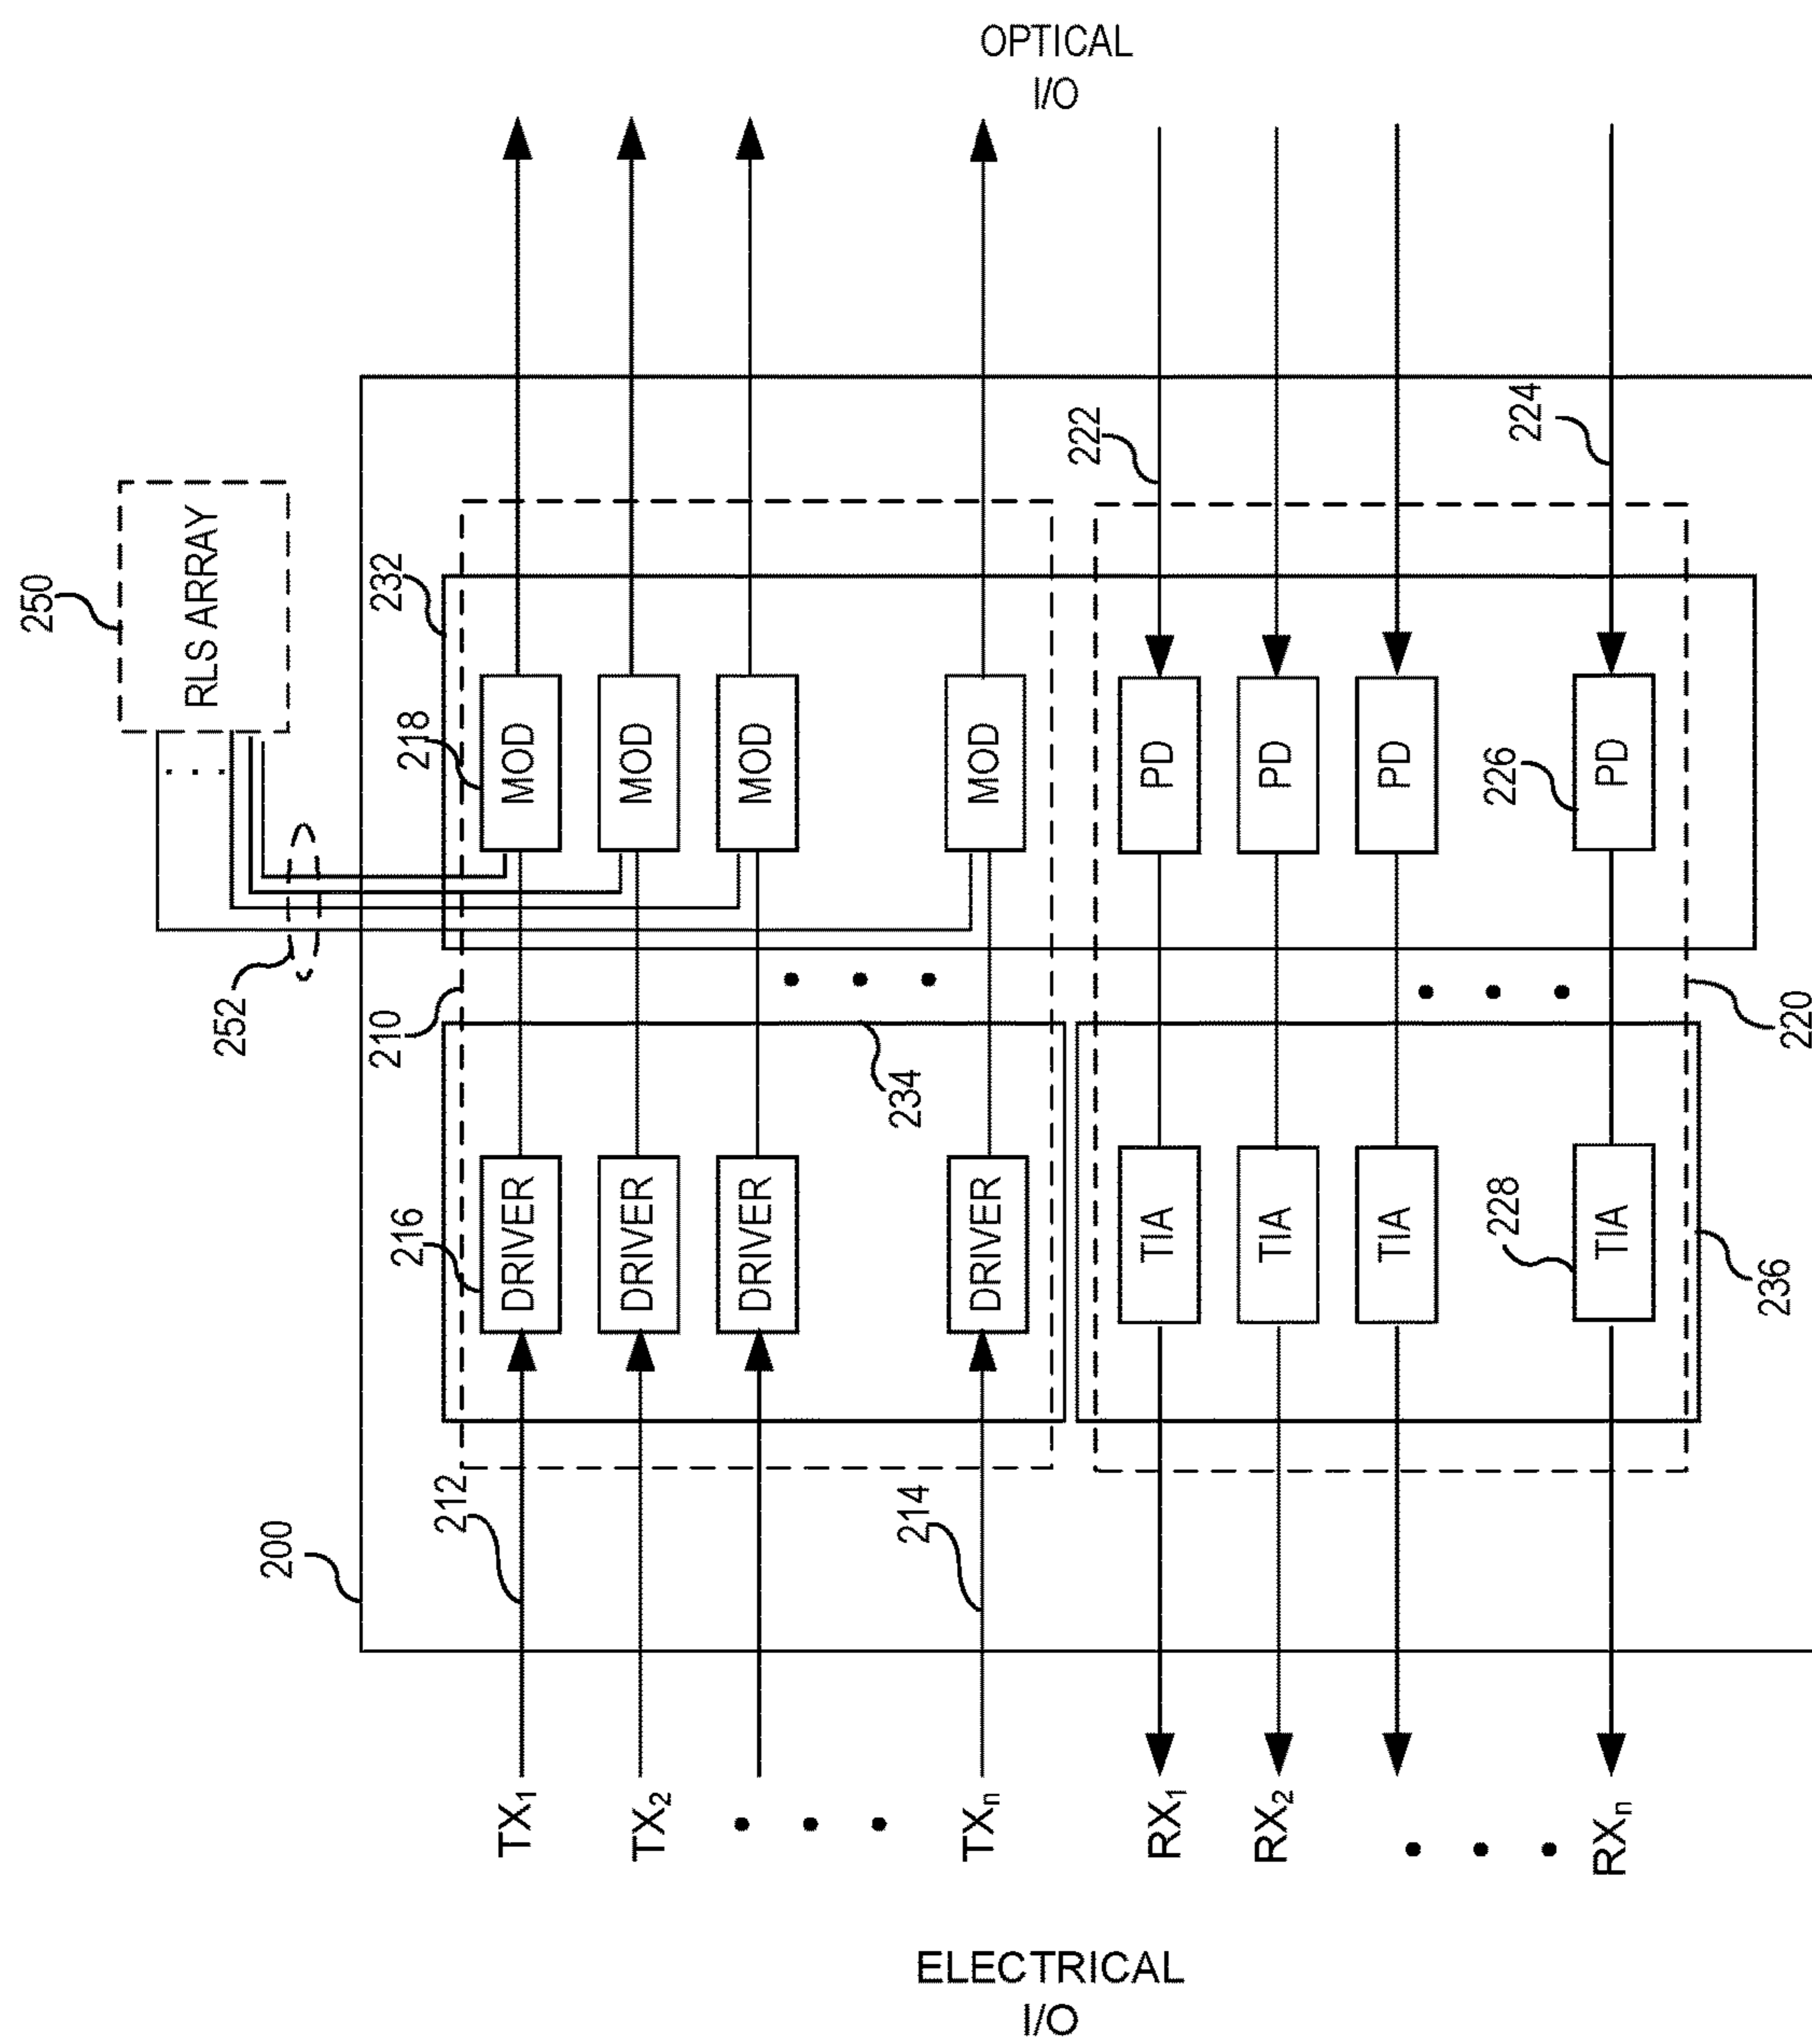 OPTICAL
I/O
250
RLS ARRAY
252
232
218
MOD
MOD
MOD
MOD
222
224
PD
PD
PD
PD
226
210
234
220
216
DRIVER
DRIVER
DRIVER
DRIVER
TIA
TIA
TIA
TIA
228
236
200
212
214
TX₁
TX₂
TXₙ
RX₁
RX₂
RXₙ
ELECTRICAL
I/O